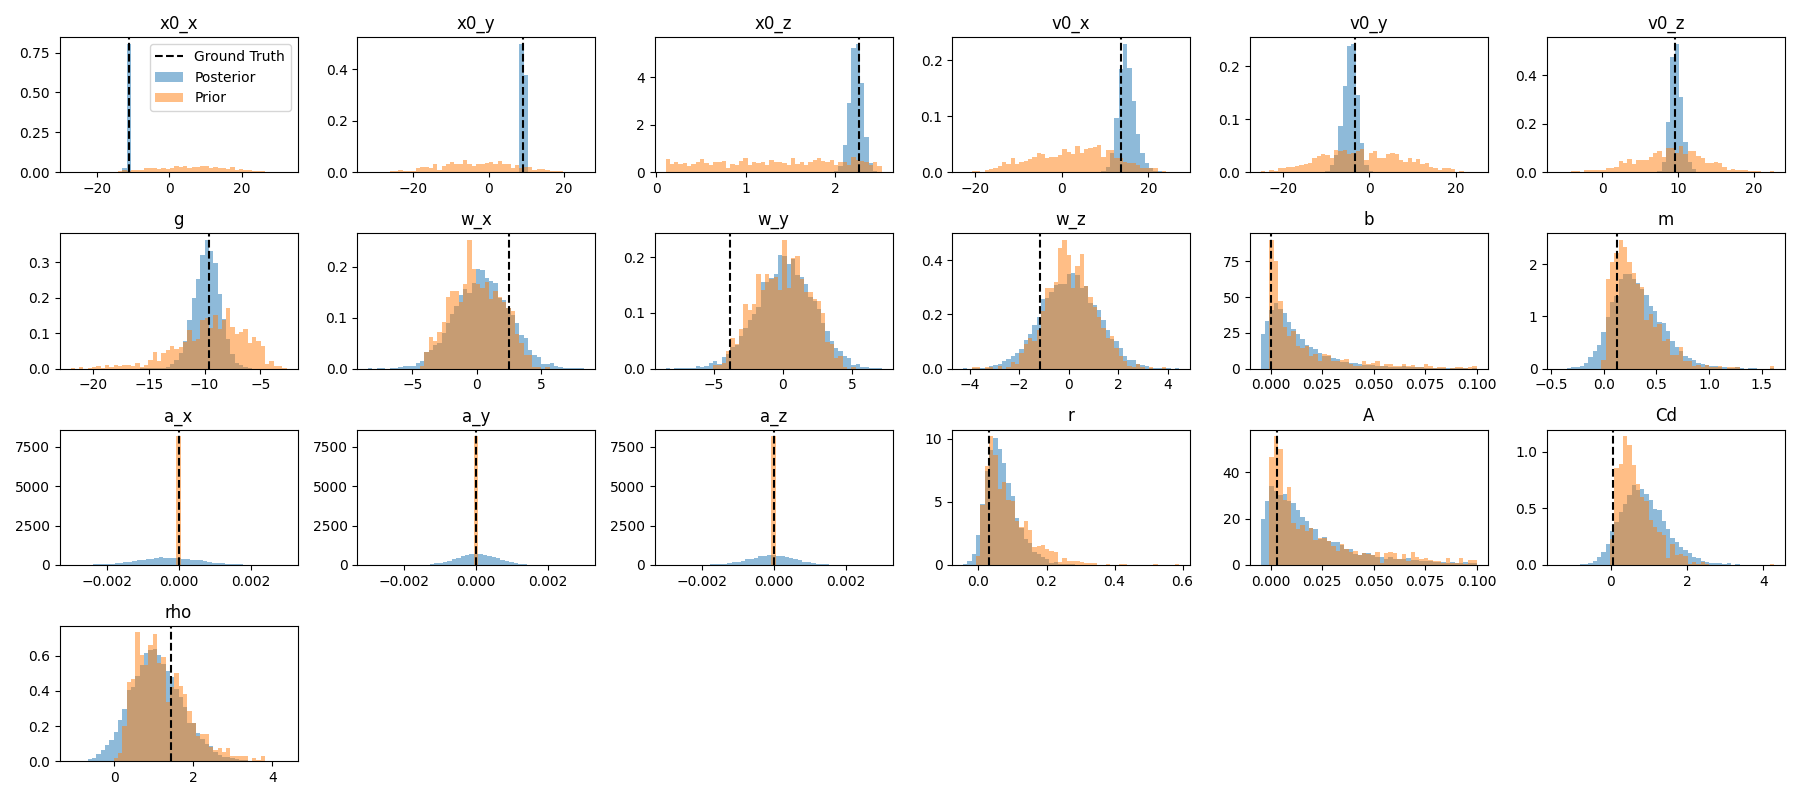 x0_x x0_y x0_z v0_x v0_y v0_z
Ground Truth
Posterior
Prior
0.75
0.50
0.25
0.00
−20 0 20
0.4
0.2
0.0
−20 0 20
4
2
0
0 1 2
0.2
0.1
0.0
−20 0 20
0.2
0.1
0.0
−20 0 20
0.4
0.2
0.0
0 10 20
g w_x w_y w_z b m
0.3
0.2
0.1
0.0
−20 −15 −10 −5
0.2
0.1
0.0
−5 0 5
0.2
0.1
0.0
−5 0 5
0.4
0.2
0.0
−4 −2 0 2 4
75
50
25
0
0.000 0.025 0.050 0.075 0.100
2
1
0
−0.5 0.0 0.5 1.0 1.5
a_x a_y a_z r A Cd
7500
5000
2500
0
−0.002 0.000 0.002
7500
5000
2500
0
−0.002 0.000 0.002
7500
5000
2500
0
−0.002 0.000 0.002
10
5
0
0.0 0.2 0.4 0.6
40
20
0
0.000 0.025 0.050 0.075 0.100
1.0
0.5
0.0
0 2 4
rho
0.6
0.4
0.2
0.0
0 2 4